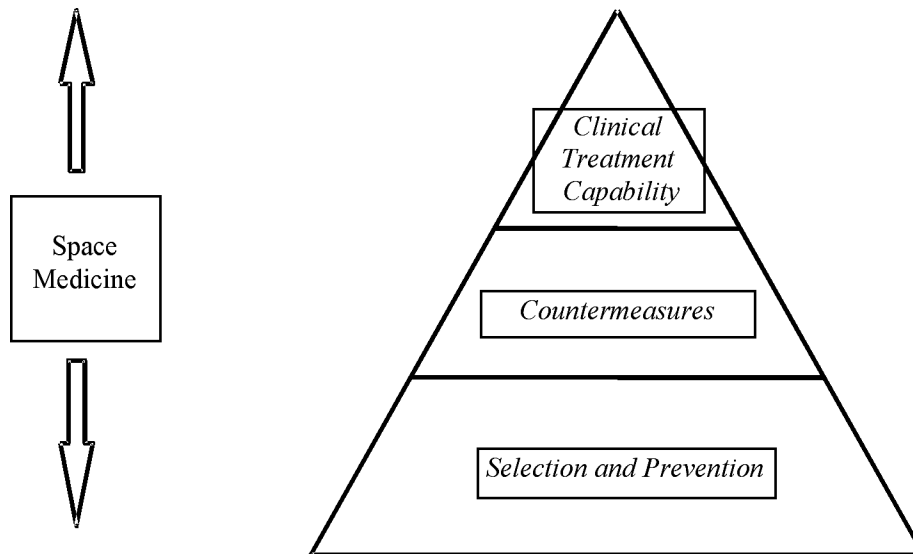 Space
Medicine
Clinical
Treatment
Capability
Countermeasures
Selection and Prevention